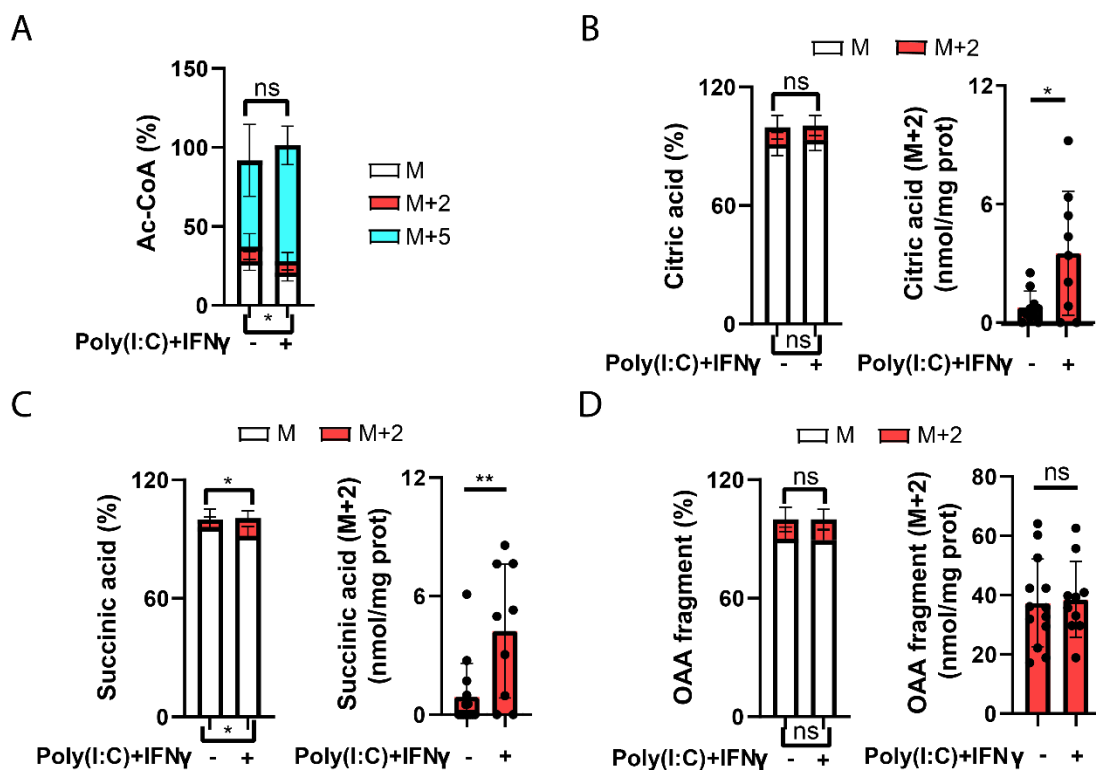 A
150
100
50
0
Ac-CoA (%)
ns
*
Poly(I:C)+IFNγ - +
M
M+2
M+5
B
M M+2
120
60
0
Citric acid (%)
ns
ns
Poly(I:C)+IFNγ - +
12
6
0
Citric acid (M+2)
(nmol/mg prot)
*
Poly(I:C)+IFNγ - +
C
M M+2
120
60
0
Succinic acid (%)
*
*
Poly(I:C)+IFNγ - +
12
6
0
Succinic acid (M+2)
(nmol/mg prot)
**
Poly(I:C)+IFNγ - +
D
M M+2
120
60
0
OAA fragment (%)
ns
ns
Poly(I:C)+IFNγ - +
80
60
40
20
0
OAA fragment (M+2)
(nmol/mg prot)
ns
Poly(I:C)+IFNγ - +